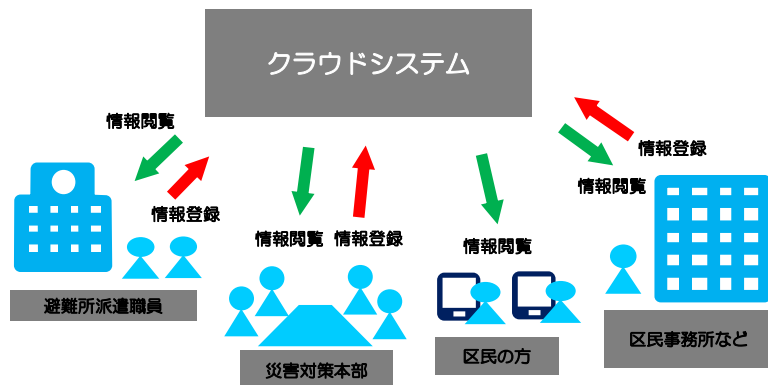 クラウドシステム
情報閲覧
情報登録
情報閲覧
情報登録
情報閲覧
情報登録
情報閲覧
避難所派遣職員
災害対策本部
区民の方
区民事務所など